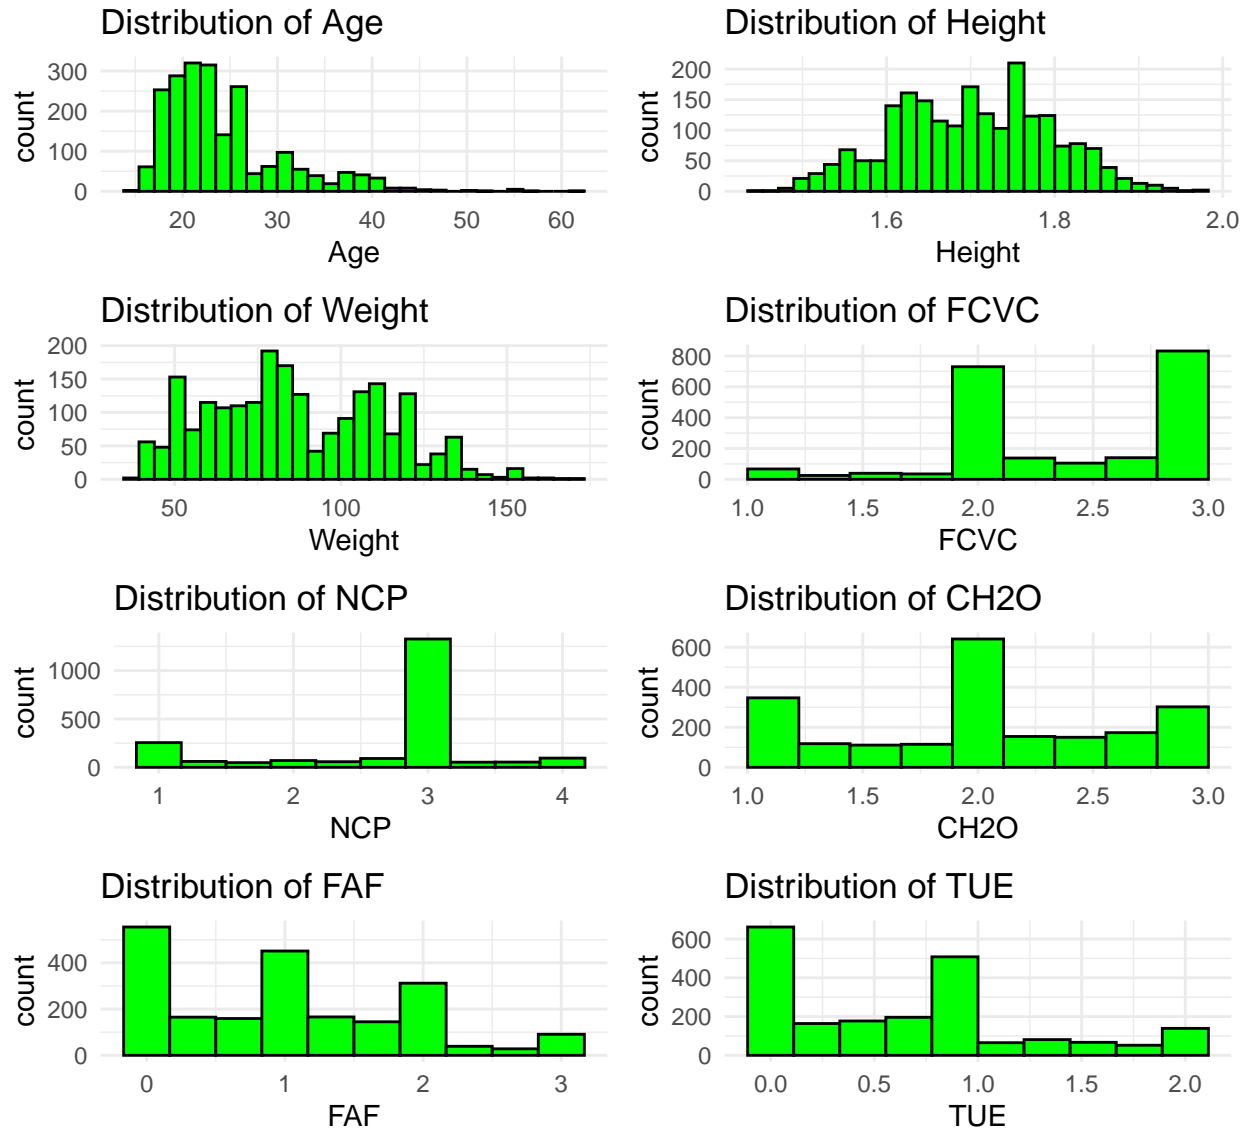 Distribution of Age
count
300
200
100
0
20 30 40 50 60
Age
Distribution of Height
count
200
150
100
50
0
1.6 1.8 2.0
Height
Distribution of Weight
count
200
150
100
50
0
50 100 150
Weight
Distribution of FCVC
count
800
600
400
200
0
1.0 1.5 2.0 2.5 3.0
FCVC
Distribution of NCP
count
1000
500
0
1 2 3 4
NCP
Distribution of CH2O
count
600
400
200
0
1.0 1.5 2.0 2.5 3.0
CH2O
Distribution of FAF
count
400
200
0
0 1 2 3
FAF
Distribution of TUE
count
600
400
200
0
0.0 0.5 1.0 1.5 2.0
TUE